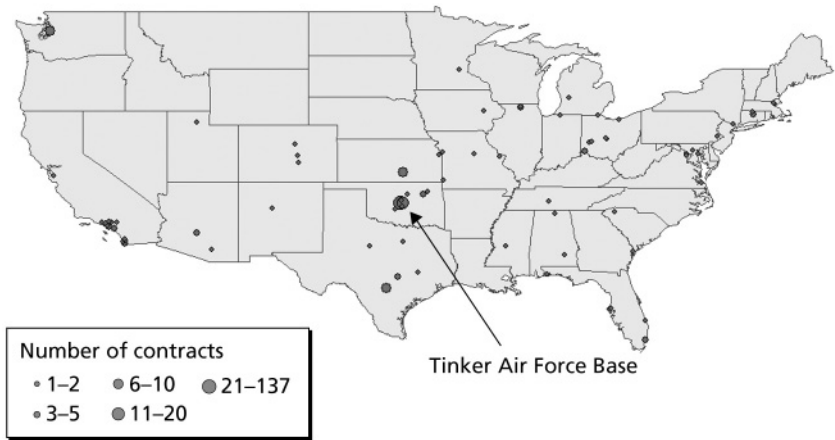 Tinker Air Force Base
Number of contracts
1–2 6–10 21–137
3–5 11–20